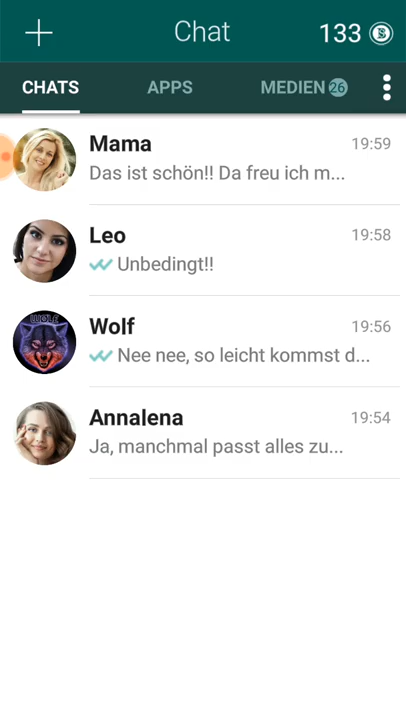 Chat
133
CHATS
APPS
MEDIEN 26
Mama
19:59
Das ist schön!! Da freu ich m...
Leo
19:58
Unbedingt!!
WOLF
Wolf
19:56
Nee nee, so leicht kommst d...
Annalena
19:54
Ja, manchmal passt alles zu...